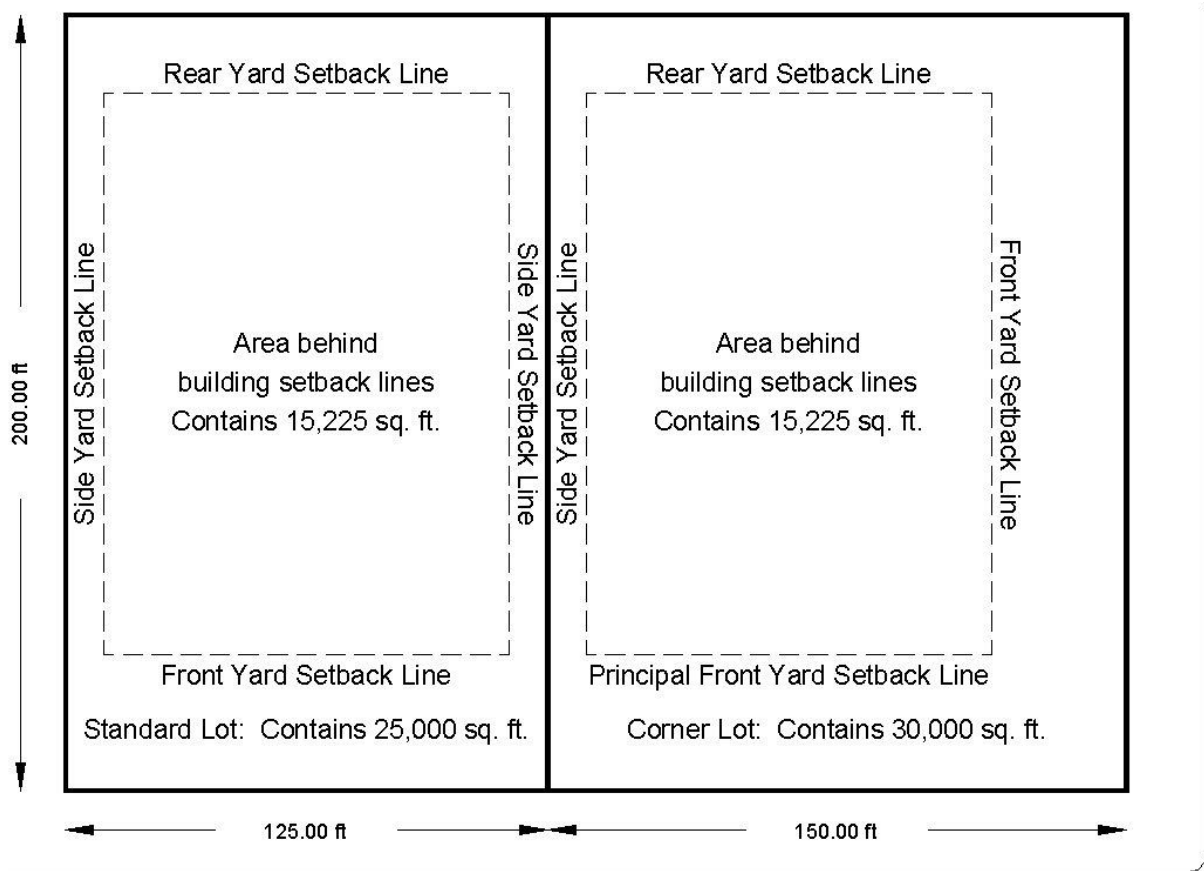 Rear Yard Setback Line
Rear Yard Setback Line
200.00 ft
Side Yard Setback Line
Area behind
building setback lines
Contains 15,225 sq. ft.
Side Yard Setback Line
Side Yard Setback Line
Area behind
building setback lines
Contains 15,225 sq. ft.
Front Yard Setback Line
Front Yard Setback Line
Principal Front Yard Setback Line
Standard Lot: Contains 25,000 sq. ft.
Corner Lot: Contains 30,000 sq. ft.
125.00 ft
150.00 ft